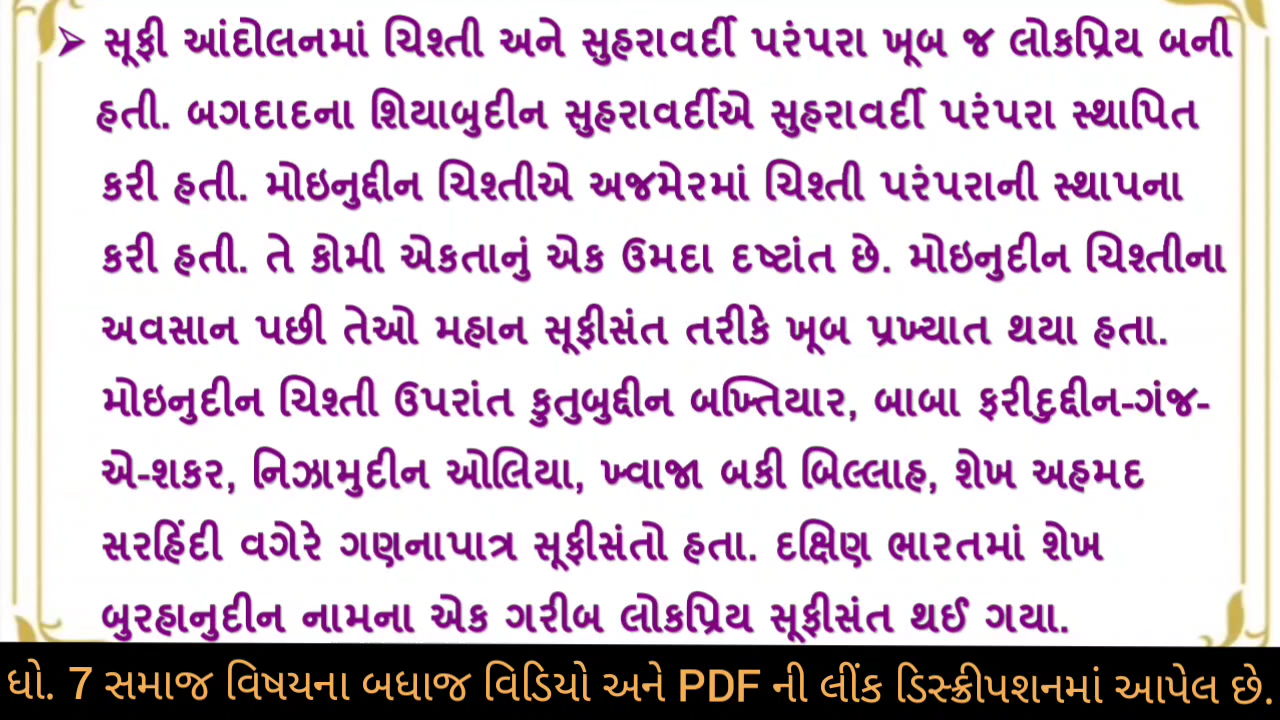 ➢ સૂફી આંદોલનમાં ચિશ્તી અને સુહરાવર્દી પરંપરા ખૂબ જ લોકપ્રિય બની
હતી. બગદાદના શિયાબુદીન સુહરાવર્દીએ સુહરાવર્દી પરંપરા સ્થાપિત
કરી હતી. મોઇનુદ્દીન ચિશ્તીએ અજમેરમાં ચિશ્તી પરંપરાની સ્થાપના
કરી હતી. તે કોમી એકતાનું એક ઉમદા દષ્ટાંત છે. મોઇનુદીન ચિશ્તીના
અવસાન પછી તેઓ મહાન સૂફીસંત તરીકે ખૂબ પ્રખ્યાત થયા હતા.
મોઇનુદીન ચિશ્તી ઉપરાંત કુતુબુદ્દીન બખ્તિયાર, બાબા ફરીદુદ્દીન-ગંજ-
એ-શકર, નિઝામુદીન ઓલિયા, ખ્વાજા બકી બિલ્લાહ, શેખ અહમદ
સરહિંદી વગેરે ગણનાપાત્ર સૂફીસંતો હતા. દક્ષિણ ભારતમાં શેખ
બુરહાનુદીન નામના એક ગરીબ લોકપ્રિય સૂફીસંત થઈ ગયા.
ધો. 7 સમાજ વિષયના બધાજ વિડિયો અને PDF ની લીંક ડિસ્ક્રીપશનમાં આપેલ છે.